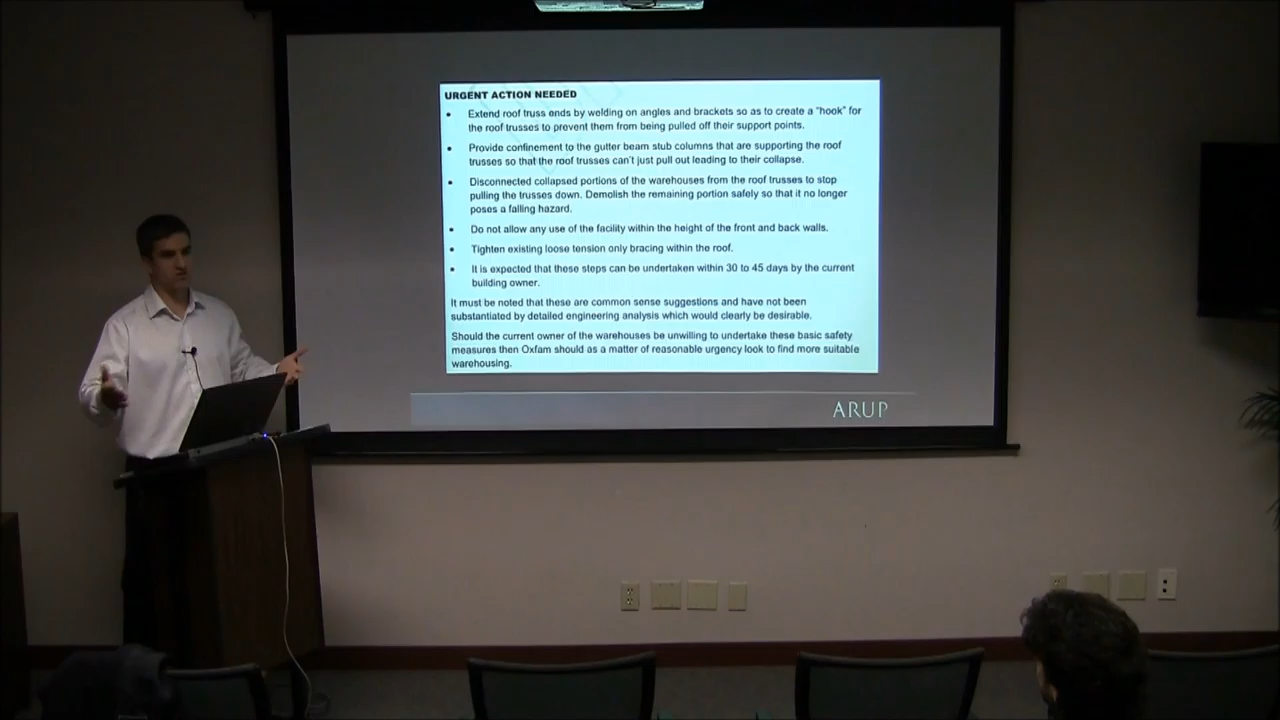 URGENT ACTION NEEDED
• Extend roof truss ends by welding on angles and brackets so as to create a "hook" for
the roof trusses to prevent them from being pulled off their support points.
• Provide confinement to the gutter beam stub columns that are supporting the roof
trusses so that the roof trusses can't just pull out leading to their collapse.
• Disconnected collapsed portions of the warehouses from the roof trusses to stop
pulling the trusses down. Demolish the remaining portion safely so that it no longer
poses a falling hazard.
• Do not allow any use of the facility within the height of the front and back walls.
• Tighten existing loose tension only bracing within the roof.
• It is expected that these steps can be undertaken within 30 to 45 days by the current
building owner.
It must be noted that these are common sense suggestions and have not been
substantiated by detailed engineering analysis which would clearly be desirable.
Should the current owner of the warehouses be unwilling to undertake these basic safety
measures then Oxfam should as a matter of reasonable urgency look to find more suitable
warehousing.
ARUP